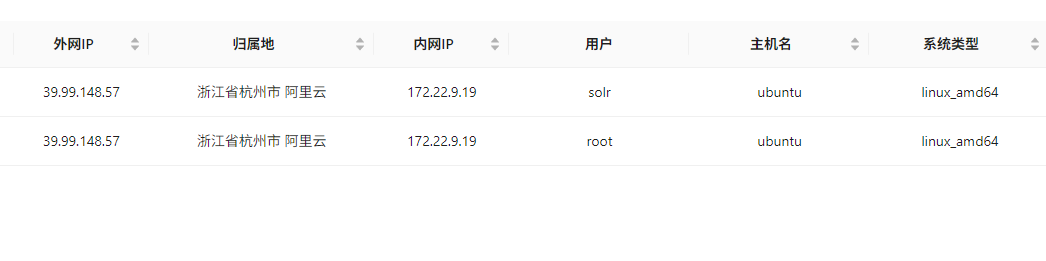 外网IP 归属地 内网IP 用户 主机名 系统类型
39.99.148.57 浙江省杭州市 阿里云 172.22.9.19 solr ubuntu linux_amd64
39.99.148.57 浙江省杭州市 阿里云 172.22.9.19 root ubuntu linux_amd64